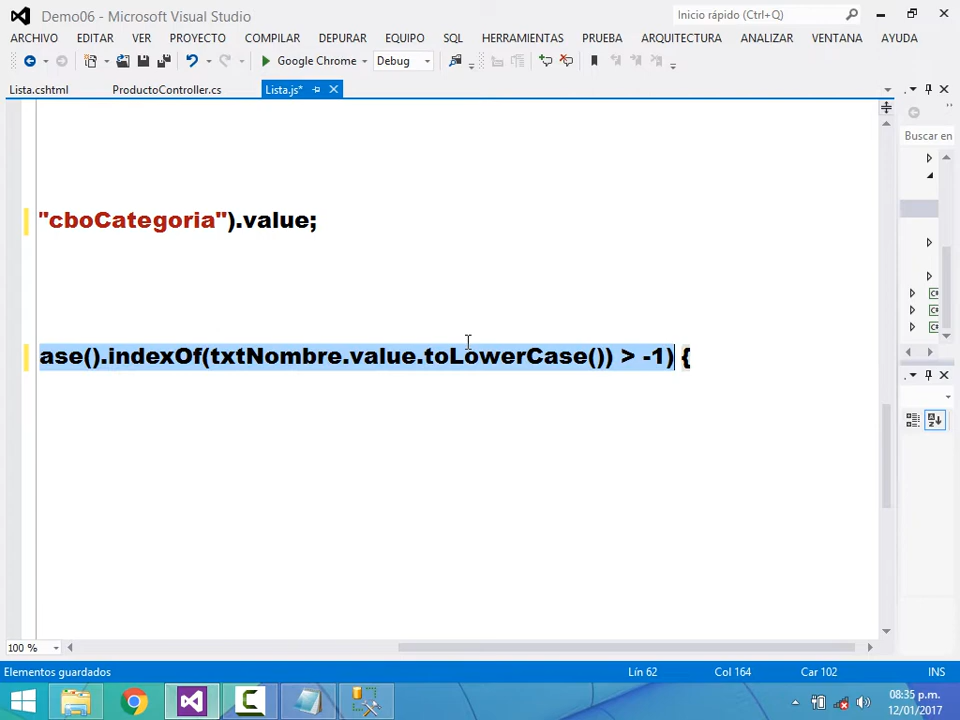 Demo06 - Microsoft Visual Studio
Inicio rápido (Ctrl+Q)
ARCHIVO EDITAR VER PROYECTO COMPILAR DEPURAR EQUIPO SQL HERRAMIENTAS PRUEBA ARQUITECTURA ANALIZAR VENTANA AYUDA
Google Chrome Debug
Lista.cshtml ProductoController.cs Lista.js*
Buscar en
"cboCategoria").value;
ase().indexOf(txtNombre.value.toLowerCase()) > -1) {
100 %
Elementos guardados Lín 62 Col 164 Car 102 INS
08:35 p.m.
12/01/2017